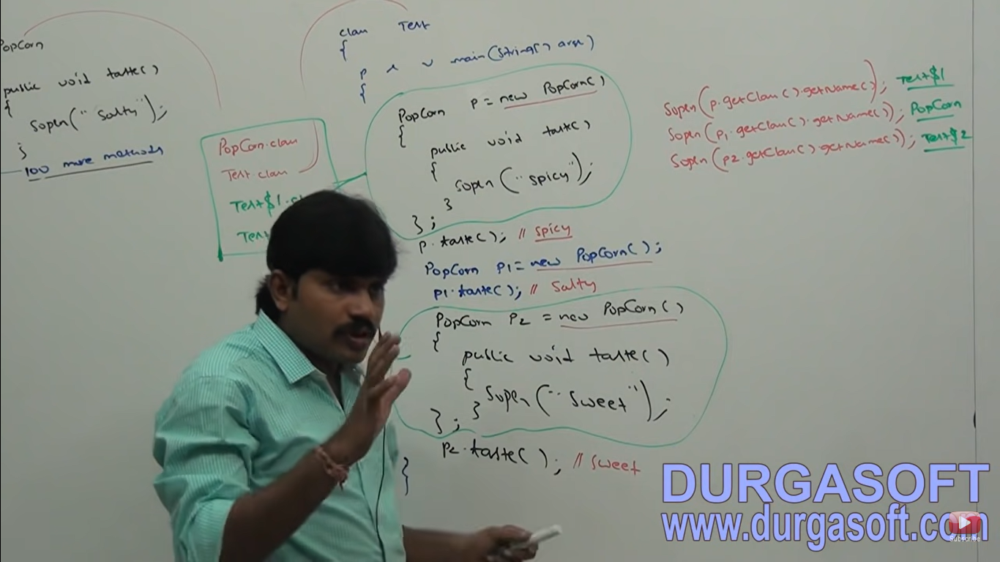 PopCorn
public void taste()
{
Sopln("Salty");
}
100 more methods
PopCorn.class
Test.class
Test$1.cl
Test
class Test
{
p s v main(String[] args)
{
PopCorn p = new PopCorn()
{
public void taste()
{
Sopln("spicy");
}
};
p.taste(); // spicy
PopCorn p1 = new PopCorn();
p1.taste(); // Salty
PopCorn p2 = new PopCorn()
{
public void taste()
{
Sopln("Sweet");
}
};
p2.taste(); // Sweet
}
Sopln(p.getClass().getName()); Test$1
Sopln(p1.getClass().getName()); PopCorn
Sopln(p2.getClass().getName()); Test$2
DURGASOFT
www.durgasoft.com
Subscribe